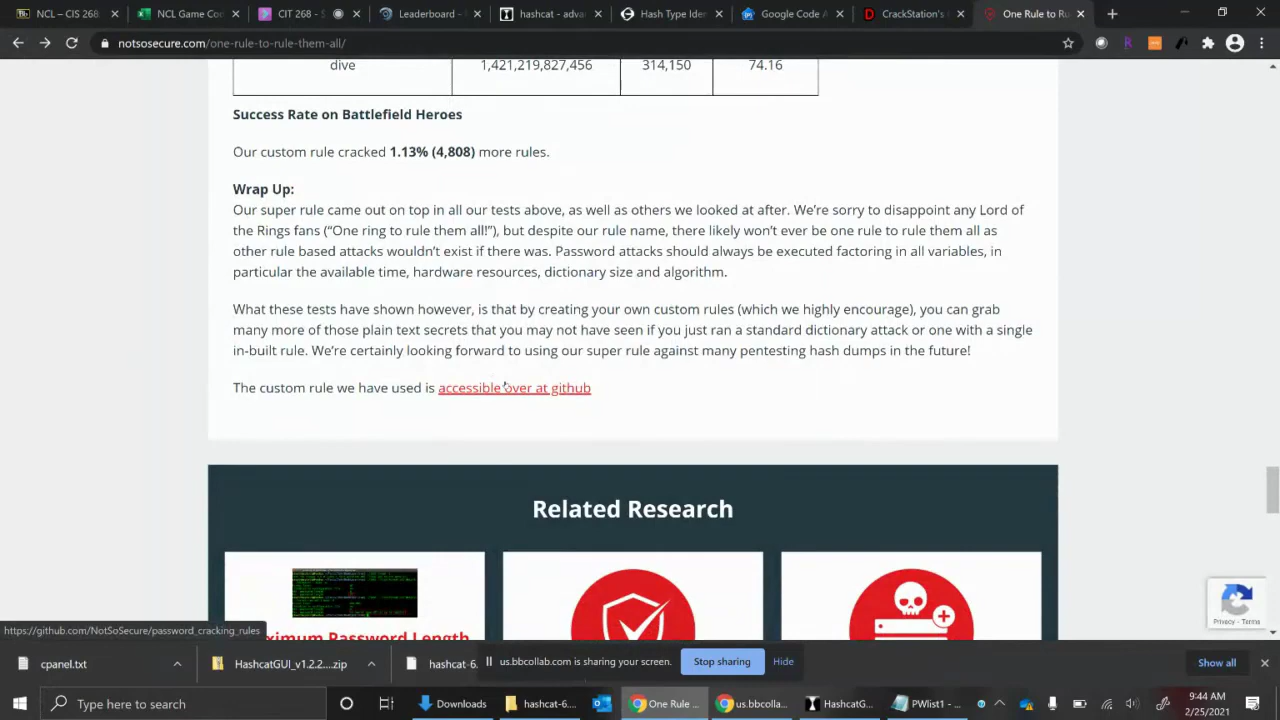 NCL – CIS 268
NCL Game Co
CIT 268 - S
Leaderboard -
hashcat - adva
Hash Type Ide
Google Code A
CrackStation's
One Rule to Ru
notsosecure.com/one-rule-to-rule-them-all/
dive 1,421,219,827,456 314,150 74.16
Success Rate on Battlefield Heroes
Our custom rule cracked 1.13% (4,808) more rules.
Wrap Up:
Our super rule came out on top in all our tests above, as well as others we looked at after. We're sorry to disappoint any Lord of
the Rings fans ("One ring to rule them all!"), but despite our rule name, there likely won't ever be one rule to rule them all as
other rule based attacks wouldn't exist if there was. Password attacks should always be executed factoring in all variables, in
particular the available time, hardware resources, dictionary size and algorithm.
What these tests have shown however, is that by creating your own custom rules (which we highly encourage), you can grab
many more of those plain text secrets that you may not have seen if you just ran a standard dictionary attack or one with a single
in-built rule. We're certainly looking forward to using our super rule against many pentesting hash dumps in the future!
The custom rule we have used is accessible over at github
Related Research
Privacy - Terms
https://github.com/NotSoSecure/password_cracking_rules
ximum Password Length
cpanel.txt
HashcatGUI_v1.2.2....zip
hashcat-6.
us.bbcollab.com is sharing your screen.
Stop sharing
Hide
Show all
Type here to search
Downloads
hashcat-6...
One Rule ...
us.bbcolla...
HashcatG...
PWlist1 - ...
9:44 AM
2/25/2021